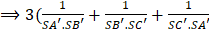 ⟹ 3(1/SA′.SB′ + 1/SB′.SC′ + 1/SC′.SA′